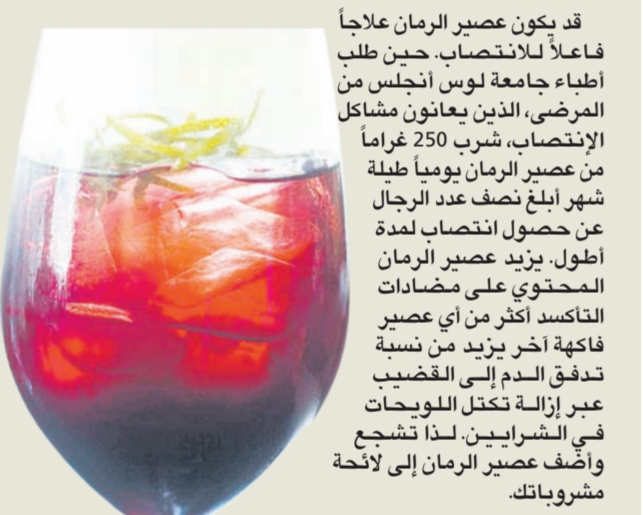 قد يكون عصير الرمان علاجاً
فاعلاً للانتصاب. حين طلب
أطباء جامعة لوس أنجلس من
المرضى، الذين يعانون مشاكل
الإنتصاب، شرب 250 غراماً
من عصير الرمان يومياً طيلة
شهر أبلغ نصف عدد الرجال
عن حصول انتصاب لمدة
أطول. يزيد عصير الرمان
المحتوي على مضادات
التأكسد أكثر من أي عصير
فاكهة آخر يزيد من نسبة
تدفق الدم إلى القضيب
عبر إزالة تكتل اللويحات
في الشرايين. لذا تشجع
وأضف عصير الرمان إلى لائحة
مشروباتك.